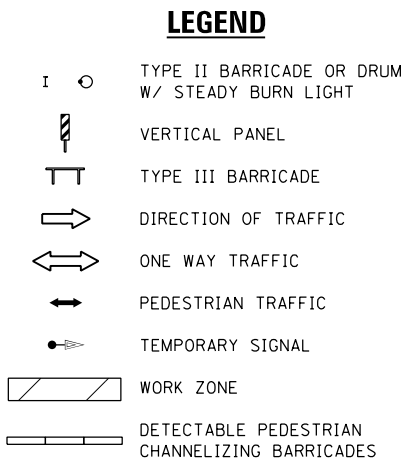 LEGEND
TYPE II BARRICADE OR DRUM
W/ STEADY BURN LIGHT
VERTICAL PANEL
TYPE III BARRICADE
DIRECTION OF TRAFFIC
ONE WAY TRAFFIC
PEDESTRIAN TRAFFIC
TEMPORARY SIGNAL
WORK ZONE
DETECTABLE PEDESTRIAN
CHANNELIZING BARRICADES